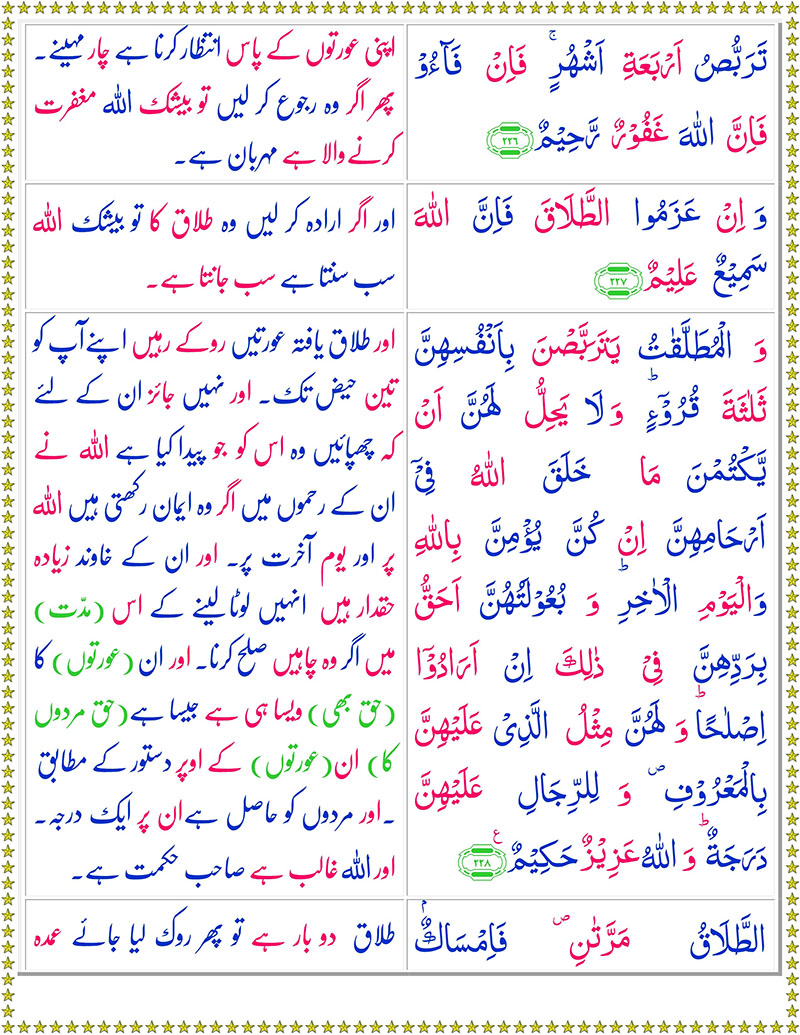 تَرَبُّصُ اَرْبَعَةِ اَشْهُرٍۚ فَاِنْ فَآءُوْ
فَاِنَّ اللّٰهَ غَفُوْرٌ رَّحِیْمٌ ﴿۲۲۶﴾
اپنی عورتوں کے پاس انتظار کرنا ہے چار مہینے۔
پھر اگر وہ رجوع کر لیں تو بیشک اللہ مغفرت
کرنے والا ہے مہربان ہے۔
وَ اِنْ عَزَمُوا الطَّلَاقَ فَاِنَّ اللّٰهَ
سَمِیْعٌ عَلِیْمٌ ﴿۲۲۷﴾
اور اگر ارادہ کر لیں وہ طلاق کا تو بیشک اللہ
سب سنتا ہے سب جانتا ہے۔
وَ الْمُطَلَّقٰتُ یَتَرَبَّصْنَ بِاَنْفُسِهِنَّ
ثَلٰثَةَ قُرُوْٓءٍؕ وَ لَا یَحِلُّ لَهُنَّ اَنْ
یَّكْتُمْنَ مَا خَلَقَ اللّٰهُ فِیْۤ
اَرْحَامِهِنَّ اِنْ كُنَّ یُؤْمِنَّ بِاللّٰهِ
وَالْیَوْمِ الْاٰخِرِؕ وَ بُعُوْلَتُهُنَّ اَحَقُّ
بِرَدِّهِنَّ فِیْ ذٰلِكَ اِنْ اَرَادُوْۤا
اِصْلَاحًاؕ وَ لَهُنَّ مِثْلُ الَّذِیْ عَلَیْهِنَّ
بِالْمَعْرُوْفِ۪ وَ لِلرِّجَالِ عَلَیْهِنَّ
دَرَجَةٌؕ وَ اللّٰهُ عَزِیْزٌ حَكِیْمٌ ﴿۲۲۸﴾ ع
اور طلاق یافتہ عورتیں روکے رہیں اپنے آپ کو
تین حیض تک۔ اور نہیں جائز ان کے لئے
کہ چھپائیں وہ اس کو جو پیدا کیا ہے اللہ نے
ان کے رحموں میں اگر وہ ایمان رکھتی ہیں اللہ
پر اور یوم آخرت پر۔ اور ان کے خاوند زیادہ
حقدار ہیں انہیں لوٹا لینے کے اس (مدّت)
میں اگر وہ چاہیں صلح کرنا۔ اور ان (عورتوں) کا
(حق بھی) ویسا ہی ہے جیسا ہے (حق مردوں
کا) ان (عورتوں) کے اوپر دستور کے مطابق
۔اور مردوں کو حاصل ہے ان پر ایک درجہ۔
اور اللہ غالب ہے صاحب حکمت ہے۔
الطَّلَاقُ مَرَّتٰنِ۪ فَاِمْسَاكٌۢ
طلاق دو بار ہے تو پھر روک لیا جائے عمدہ